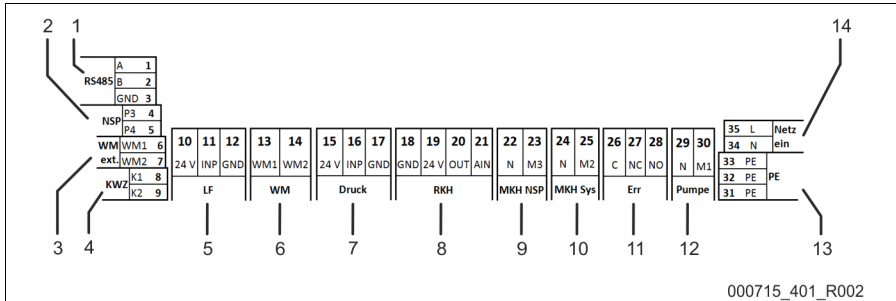 2
1
14
A 1
RS485 B 2
GND 3
NSP P3 4
P4 5
WM WM1 6
ext. WM2 7
KWZ K1 8
K2 9
10 11 12
24 V INP GND
LF
13 14
WM1 WM2
WM
15 16 17
24 V INP GND
Druck
18 19 20 21
GND 24 V OUT AIN
RKH
22 23
N M3
MKH NSP
24 25
N M2
MKH Sys
26 27 28
C NC NO
Err
29 30
N M1
Pumpe
35 L Netz
34 N ein
33 PE
32 PE PE
31 PE
3
4
5
6
7
8
9
10
11
12
13
000715_401_R002